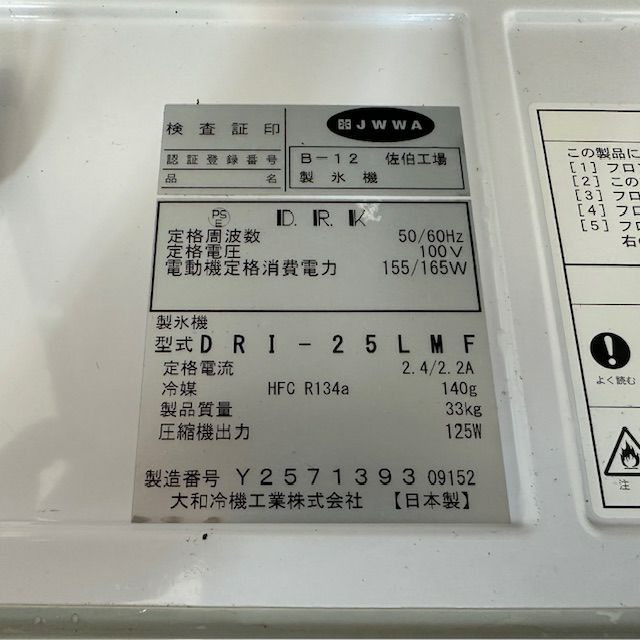 検査証印
JWWA
認証登録番号 B-12 佐伯工場
品名 製氷機
PS E D.R.K
定格周波数 50/60Hz
定格電圧 100V
電動機定格消費電力 155/165W
製氷機
型式 DRI-25LMF
定格電流 2.4/2.2A
冷媒 HFC R134a 140g
製品質量 33kg
圧縮機出力 125W
製造番号 Y2571393 09152
大和冷機工業株式会社 【日本製】
この製品に
[1] フロ
[2] この
[3] フロ
[4] フロ
[5] フロ
右の
よく読む
注